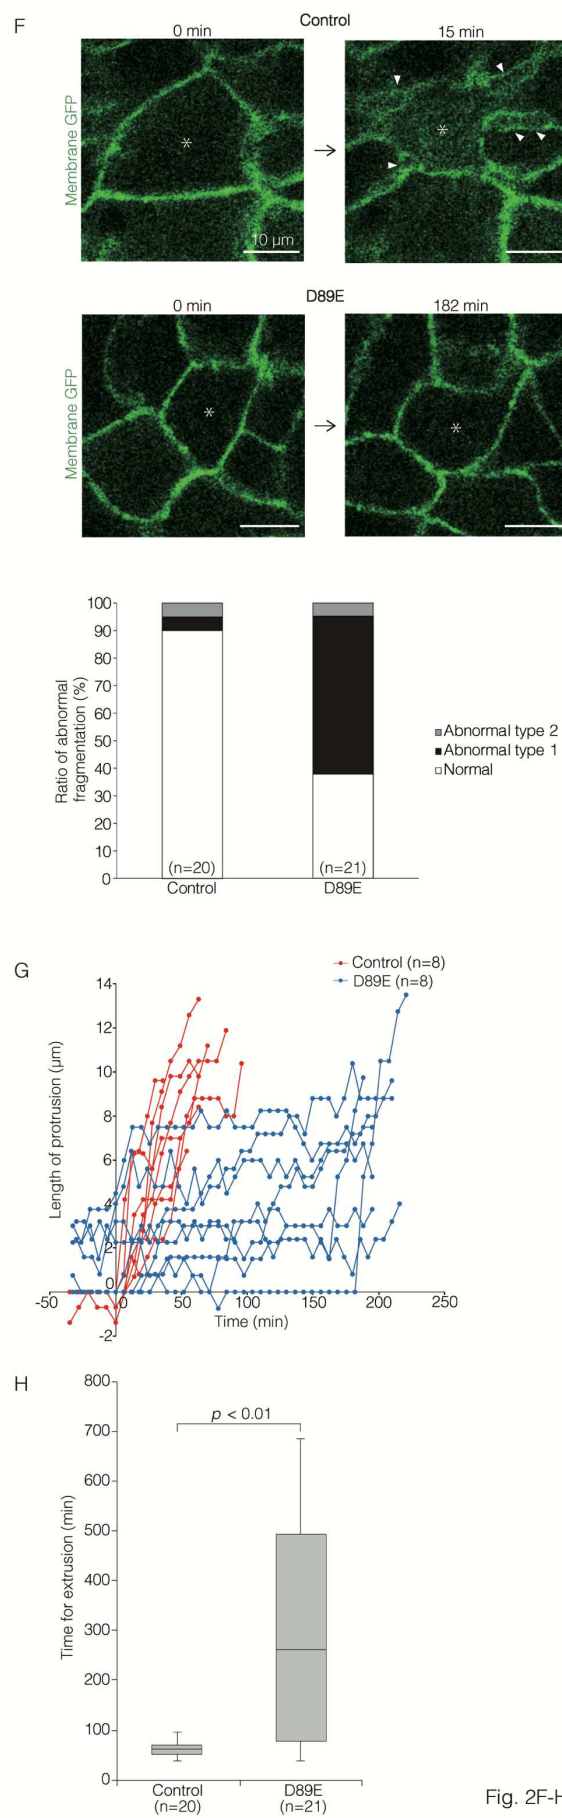 F
Control
0 min
15 min
Membrane GFP
*
*
10 µm
D89E
0 min
182 min
Membrane GFP
*
*
100
90
80
70
60
50
40
30
20
10
0
Ratio of abnormal
fragmentation (%)
(n=20)
(n=21)
Control
D89E
Abnormal type 2
Abnormal type 1
Normal
G
Control (n=8)
D89E (n=8)
14
12
10
8
6
4
2
0
-2
Length of protrusion (µm)
-50
0
50
100
150
200
250
Time (min)
H
800
700
600
500
400
300
200
100
0
Time for extrusion (min)
p < 0.01
Control
(n=20)
D89E
(n=21)
Fig. 2F-H